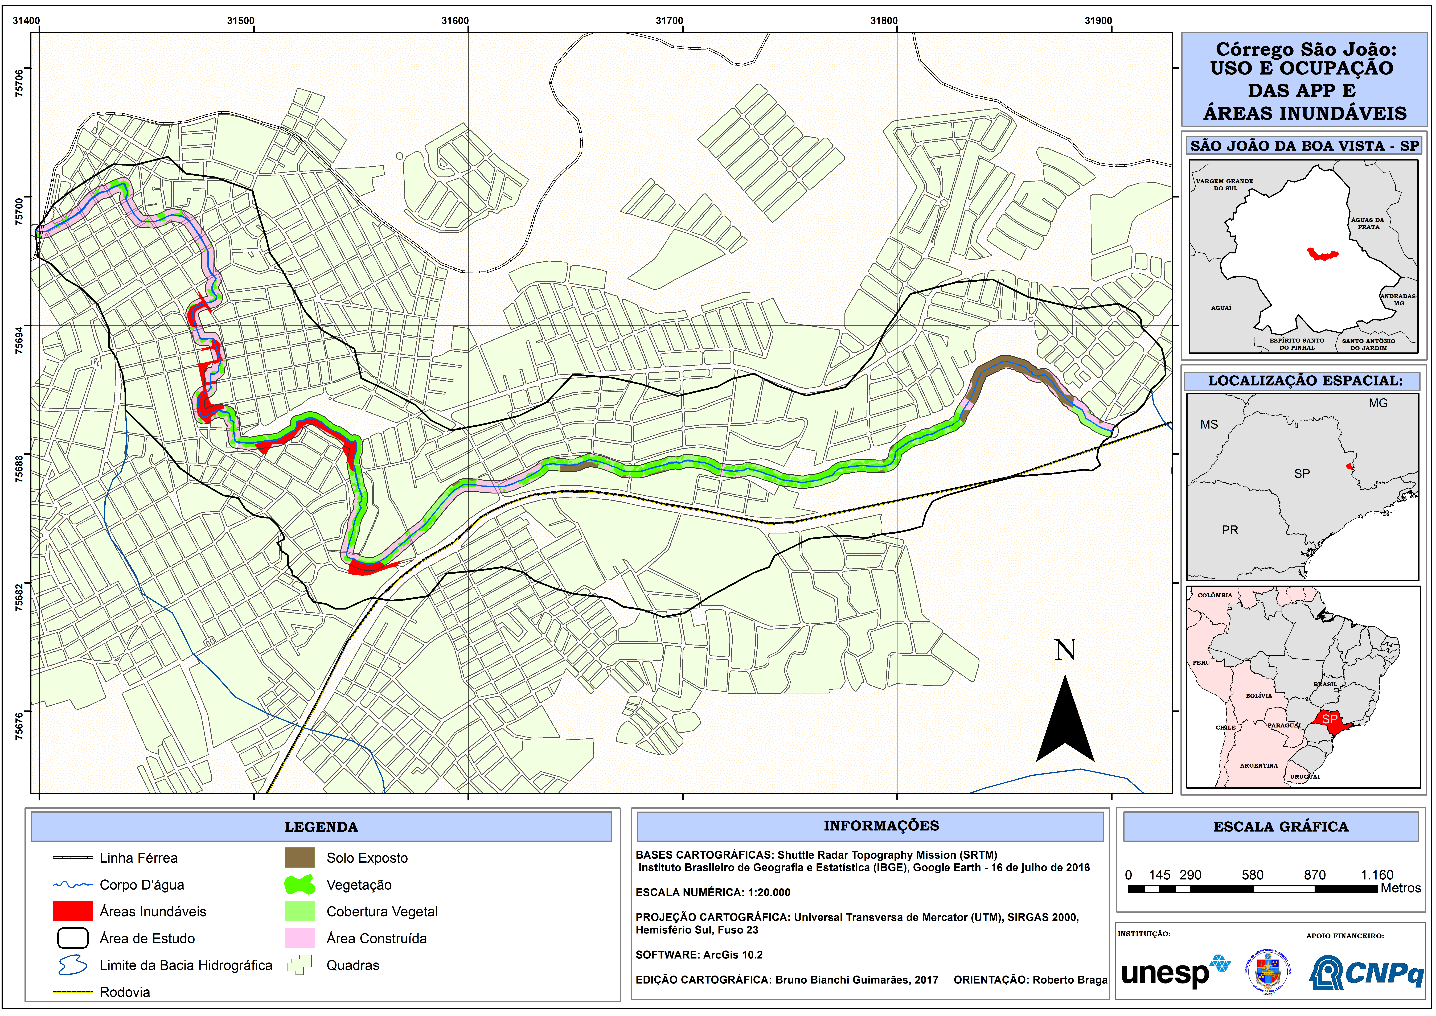 31400
31500
31600
31700
31800
31900
75706
75700
75694
75688
75682
75676
N
Córrego São João:
USO E OCUPAÇÃO
DAS APP E
ÁREAS INUNDÁVEIS
SÃO JOÃO DA BOA VISTA - SP
VARGEM GRANDE
DO SUL
ÁGUAS DA
PRATA
AGUAÍ
ANDRADAS
MG
ESPÍRITO SANTO
DO PINHAL
SANTO ANTÔNIO
DO JARDIM
LOCALIZAÇÃO ESPACIAL:
MG
MS
SP
PR
COLÔMBIA
PERU
BRASIL
BOLÍVIA
SP
PARAGUAI
CHILE
ARGENTINA
URUGUAI
LEGENDA
Linha Férrea
Corpo D'água
Áreas Inundáveis
Área de Estudo
Limite da Bacia Hidrográfica
Rodovia
Solo Exposto
Vegetação
Cobertura Vegetal
Área Construída
Quadras
INFORMAÇÕES
BASES CARTOGRÁFICAS: Shuttle Radar Topography Mission (SRTM)
Instituto Brasileiro de Geografia e Estatística (IBGE), Google Earth - 16 de julho de 2016
ESCALA NUMÉRICA: 1:20.000
PROJEÇÃO CARTOGRÁFICA: Universal Transversa de Mercator (UTM), SIRGAS 2000,
Hemisfério Sul, Fuso 23
SOFTWARE: ArcGis 10.2
EDIÇÃO CARTOGRÁFICA: Bruno Bianchi Guimarães, 2017 ORIENTAÇÃO: Roberto Braga
ESCALA GRÁFICA
0 145 290 580 870 1.160
Metros
INSTITUIÇÃO:
APOIO FINANCEIRO:
unesp
CNPq